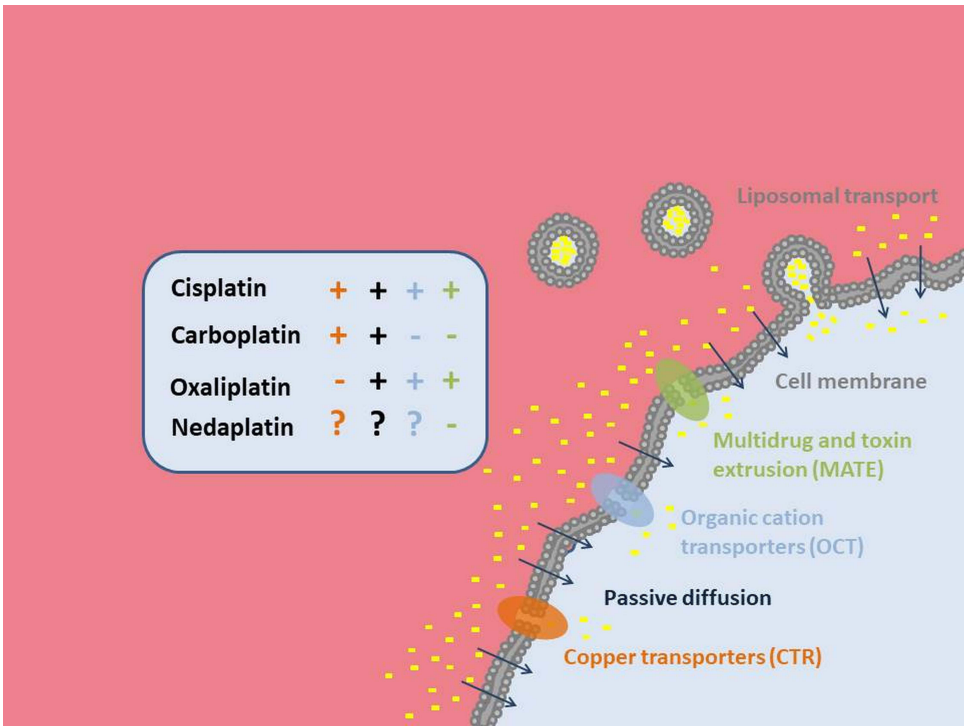 Liposomal transport
Cisplatin + + + +
Carboplatin + + - -
Oxaliplatin - + + +
Nedaplatin ? ? ? -
Cell membrane
Multidrug and toxin
extrusion (MATE)
Organic cation
transporters (OCT)
Passive diffusion
Copper transporters (CTR)